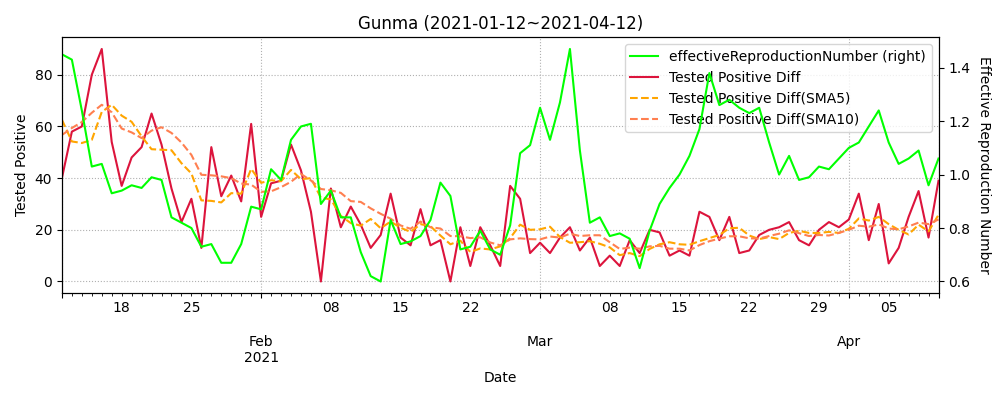 Gunma (2021-01-12~2021-04-12)
effectiveReproductionNumber (right)
Tested Positive Diff
Tested Positive Diff(SMA5)
Tested Positive Diff(SMA10)
Tested Positive
80
60
40
20
0
1.4
1.2
1.0
0.8
0.6
Effective Reproduction Number
18 25 08 15 22 08 15 22 29 05
Feb Mar Apr
2021
Date